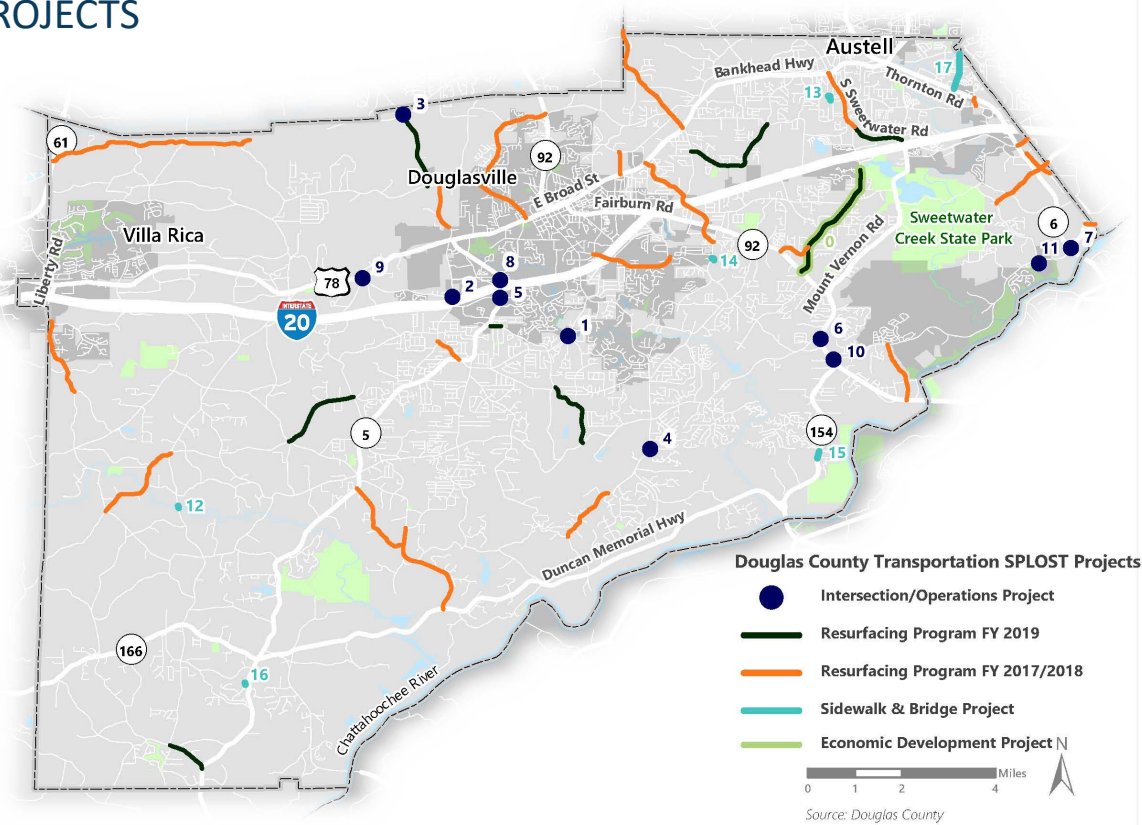 ROJECTS
Austell
Bankhead Hwy
17
Thornton Rd
13
S Sweetwater Rd
3
61
92
Douglasville
E Broad St
Fairburn Rd
Sweetwater
Creek State Park
6
7
11
Villa Rica
Liberty Rd
92
0
14
Mount Vernon Rd
78
9
8
2
5
INTERSTATE
20
1
6
10
5
4
154
15
12
Duncan Memorial Hwy
166
16
Chattahoochee River
Douglas County Transportation SPLOST Projects
Intersection/Operations Project
Resurfacing Program FY 2019
Resurfacing Program FY 2017/2018
Sidewalk & Bridge Project
Economic Development Project
N
Miles
0 1 2 4
Source: Douglas County